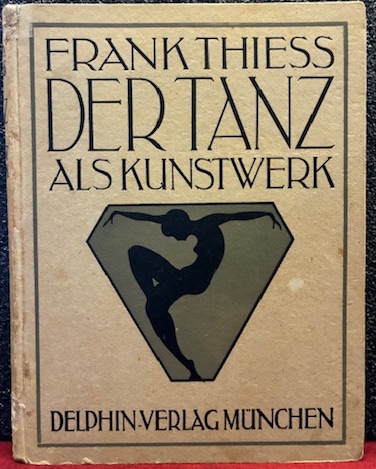 FRANK THIESS
DER TANZ
ALS KUNSTWERK
DELPHIN-VERLAG MÜNCHEN